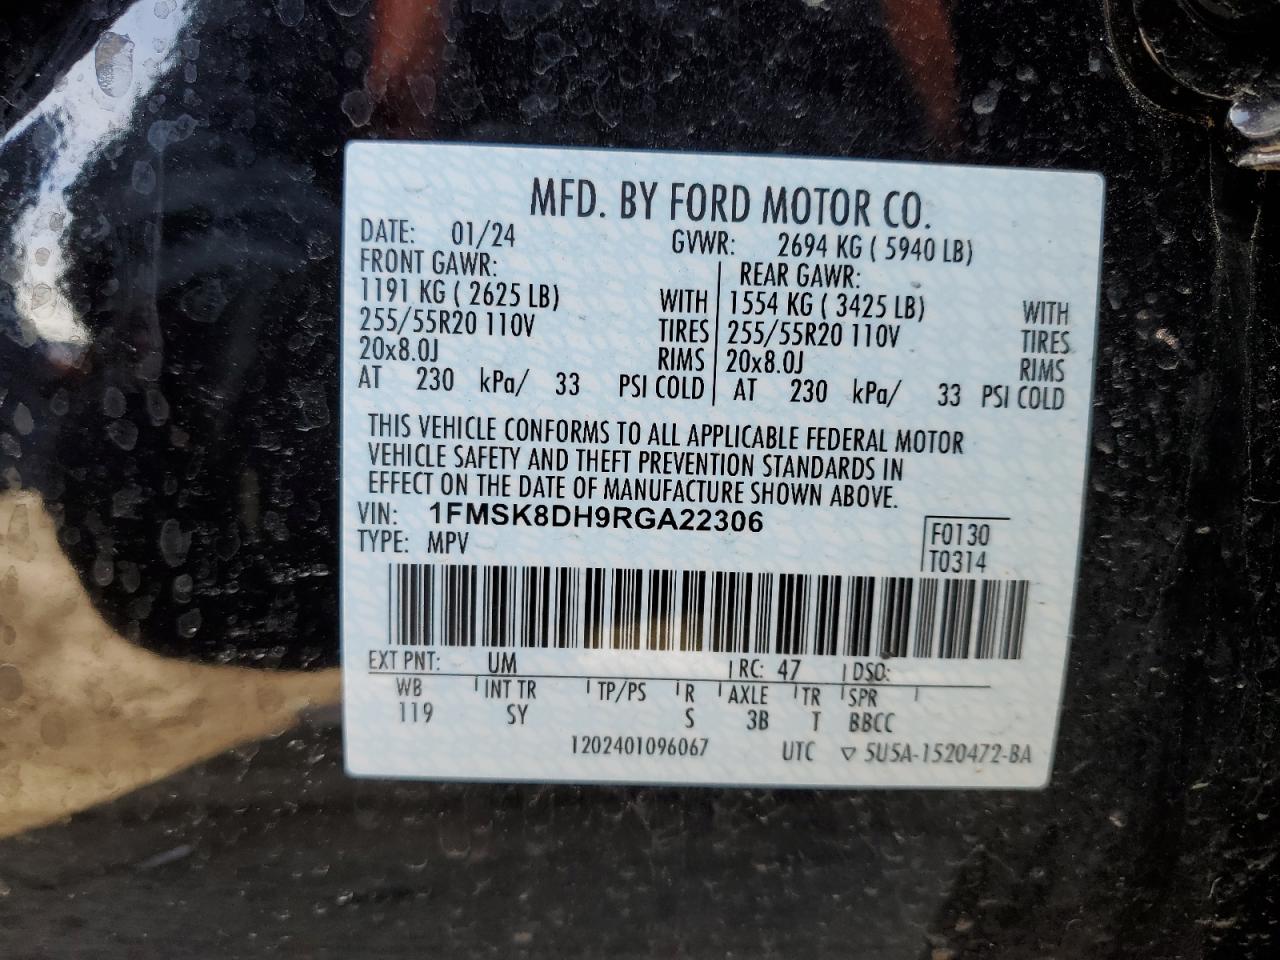 MFD. BY FORD MOTOR CO.
DATE: 01/24 GVWR: 2694 KG ( 5940 LB)
FRONT GAWR: REAR GAWR:
1191 KG ( 2625 LB) WITH 1554 KG ( 3425 LB) WITH
255/55R20 110V TIRES 255/55R20 110V TIRES
20x8.0J RIMS 20x8.0J RIMS
AT 230 kPa/ 33 PSI COLD AT 230 kPa/ 33 PSI COLD
THIS VEHICLE CONFORMS TO ALL APPLICABLE FEDERAL MOTOR
VEHICLE SAFETY AND THEFT PREVENTION STANDARDS IN
EFFECT ON THE DATE OF MANUFACTURE SHOWN ABOVE.
VIN: 1FMSK8DH9RGA22306 F0130
TYPE: MPV T0314
EXT PNT: UM RC: 47 DSO:
WB INT TR TP/PS R AXLE TR SPR
119 SY S 3B T BBCC
1202401096067 UTC ▽ 5U5A-1520472-BA